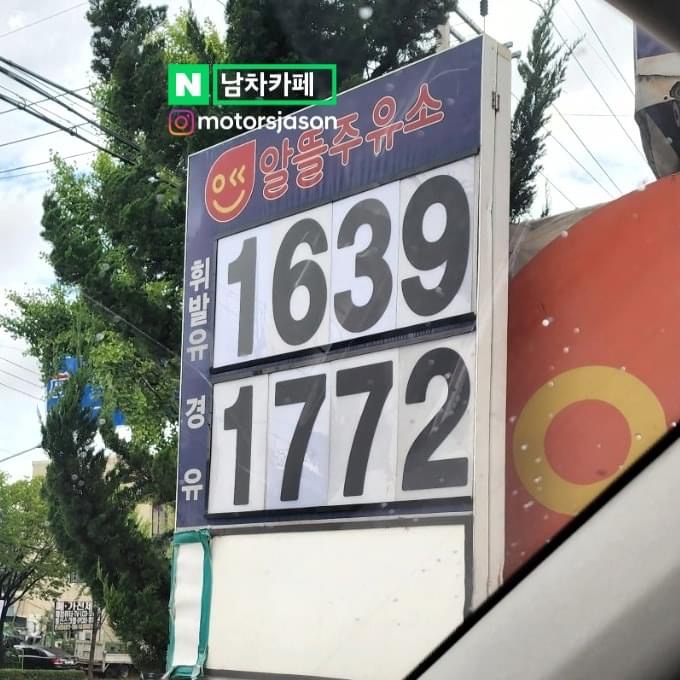 N 남차카페
motorsjason
알뜰주유소
휘발유 1639
경유 1772